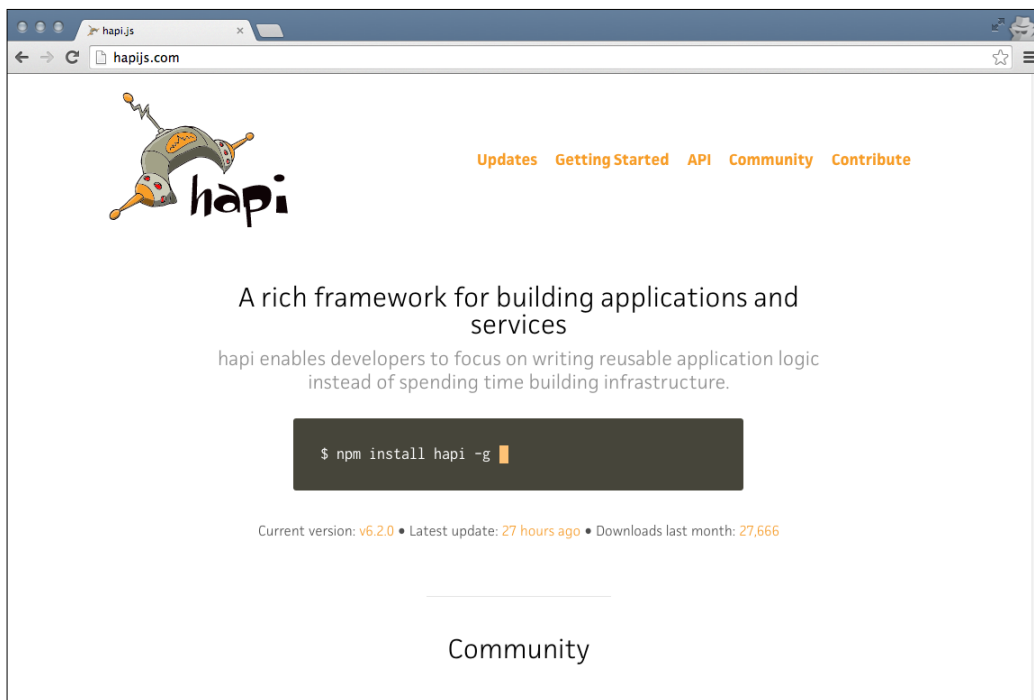 hapi.js
hapijs.com
hapi
Updates Getting Started API Community Contribute
A rich framework for building applications and
services
hapi enables developers to focus on writing reusable application logic
instead of spending time building infrastructure.
$ npm install hapi -g
Current version: v6.2.0 • Latest update: 27 hours ago • Downloads last month: 27,666
Community